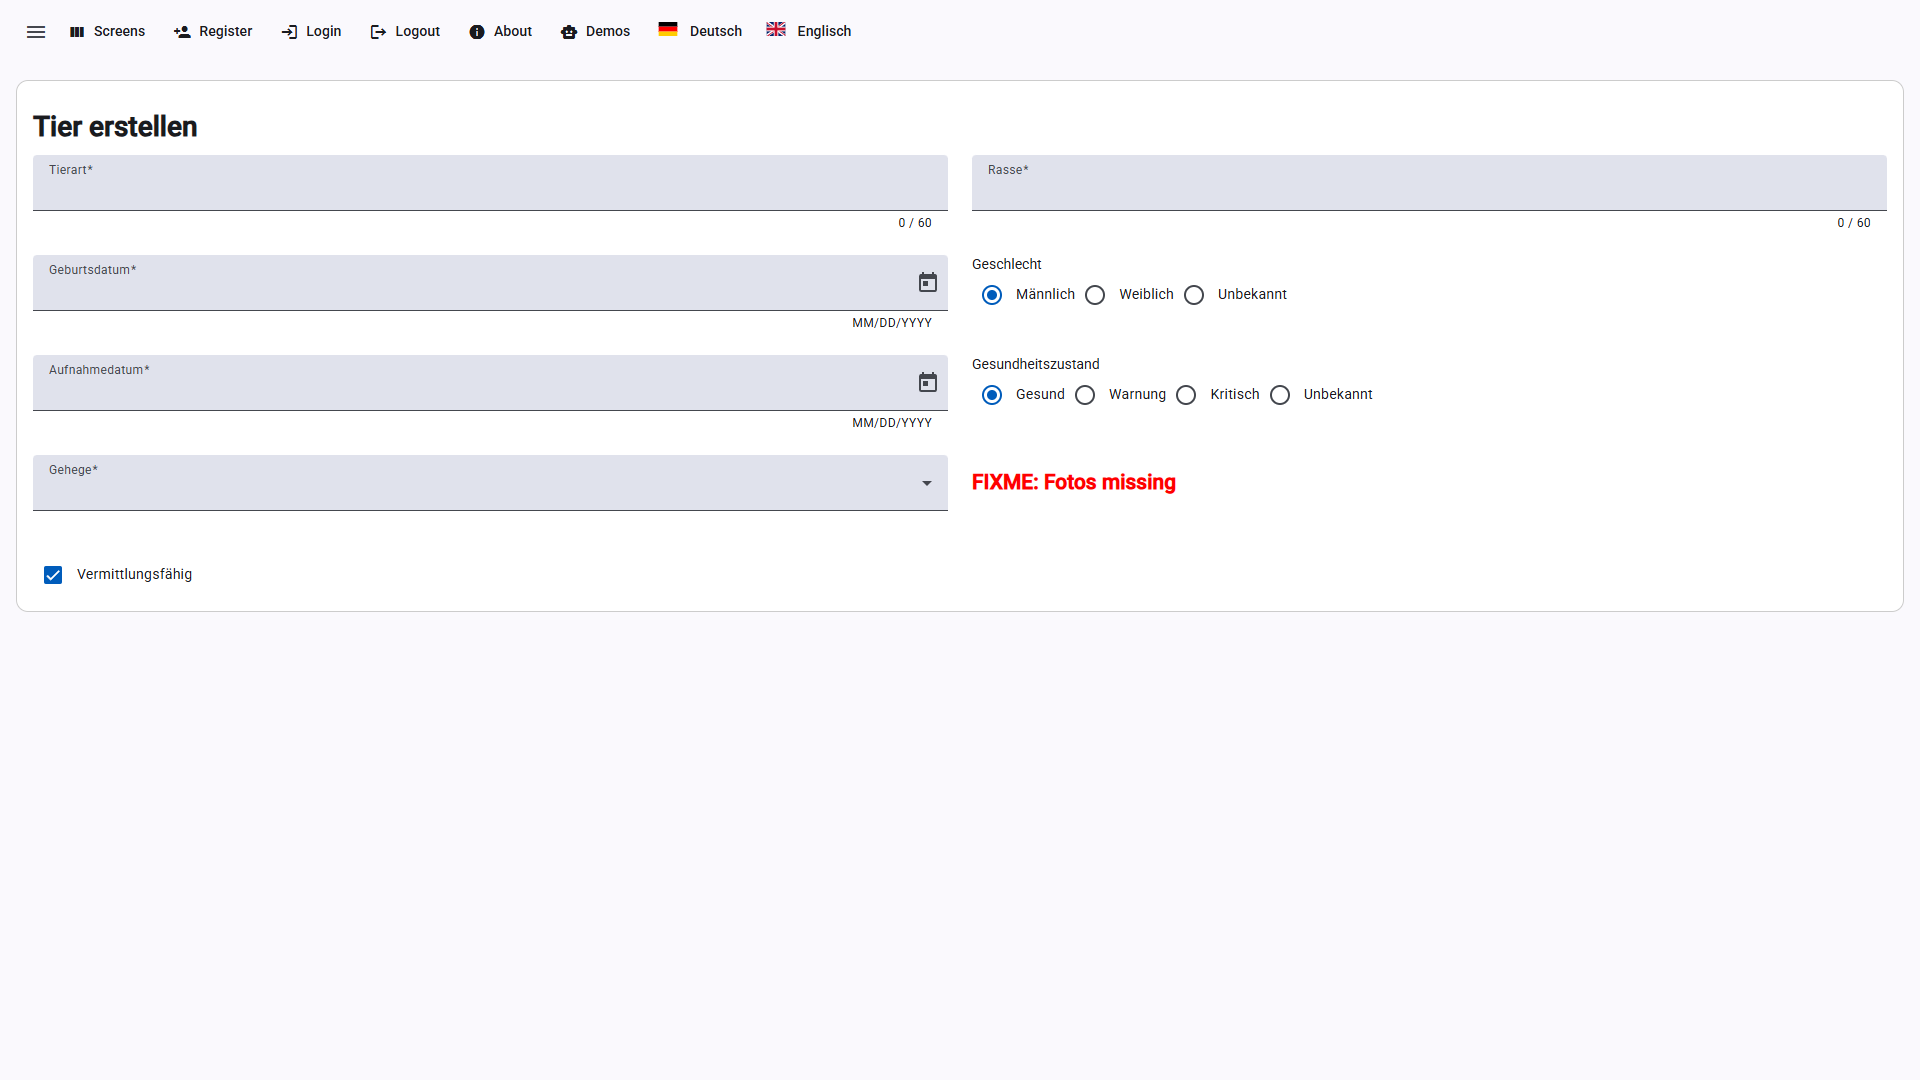 Screens Register Login Logout About Demos Deutsch Englisch
Tier erstellen
Tierart*
0 / 60
Rasse*
0 / 60
Geburtsdatum*
MM/DD/YYYY
Geschlecht
Männlich Weiblich Unbekannt
Aufnahmedatum*
MM/DD/YYYY
Gesundheitszustand
Gesund Warnung Kritisch Unbekannt
Gehege*
FIXME: Fotos missing
Vermittlungsfähig